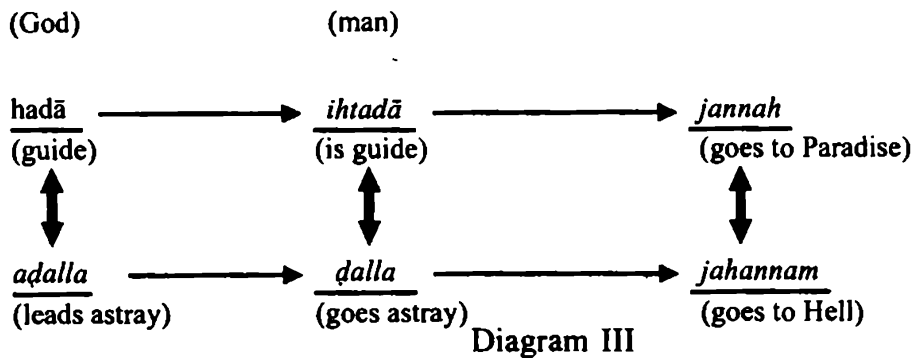 (God) (man)
hadā ihtadā jannah
(guide) (is guide) (goes to Paradise)
aḍalla ḍalla jahannam
(leads astray) (goes astray) (goes to Hell)
Diagram III